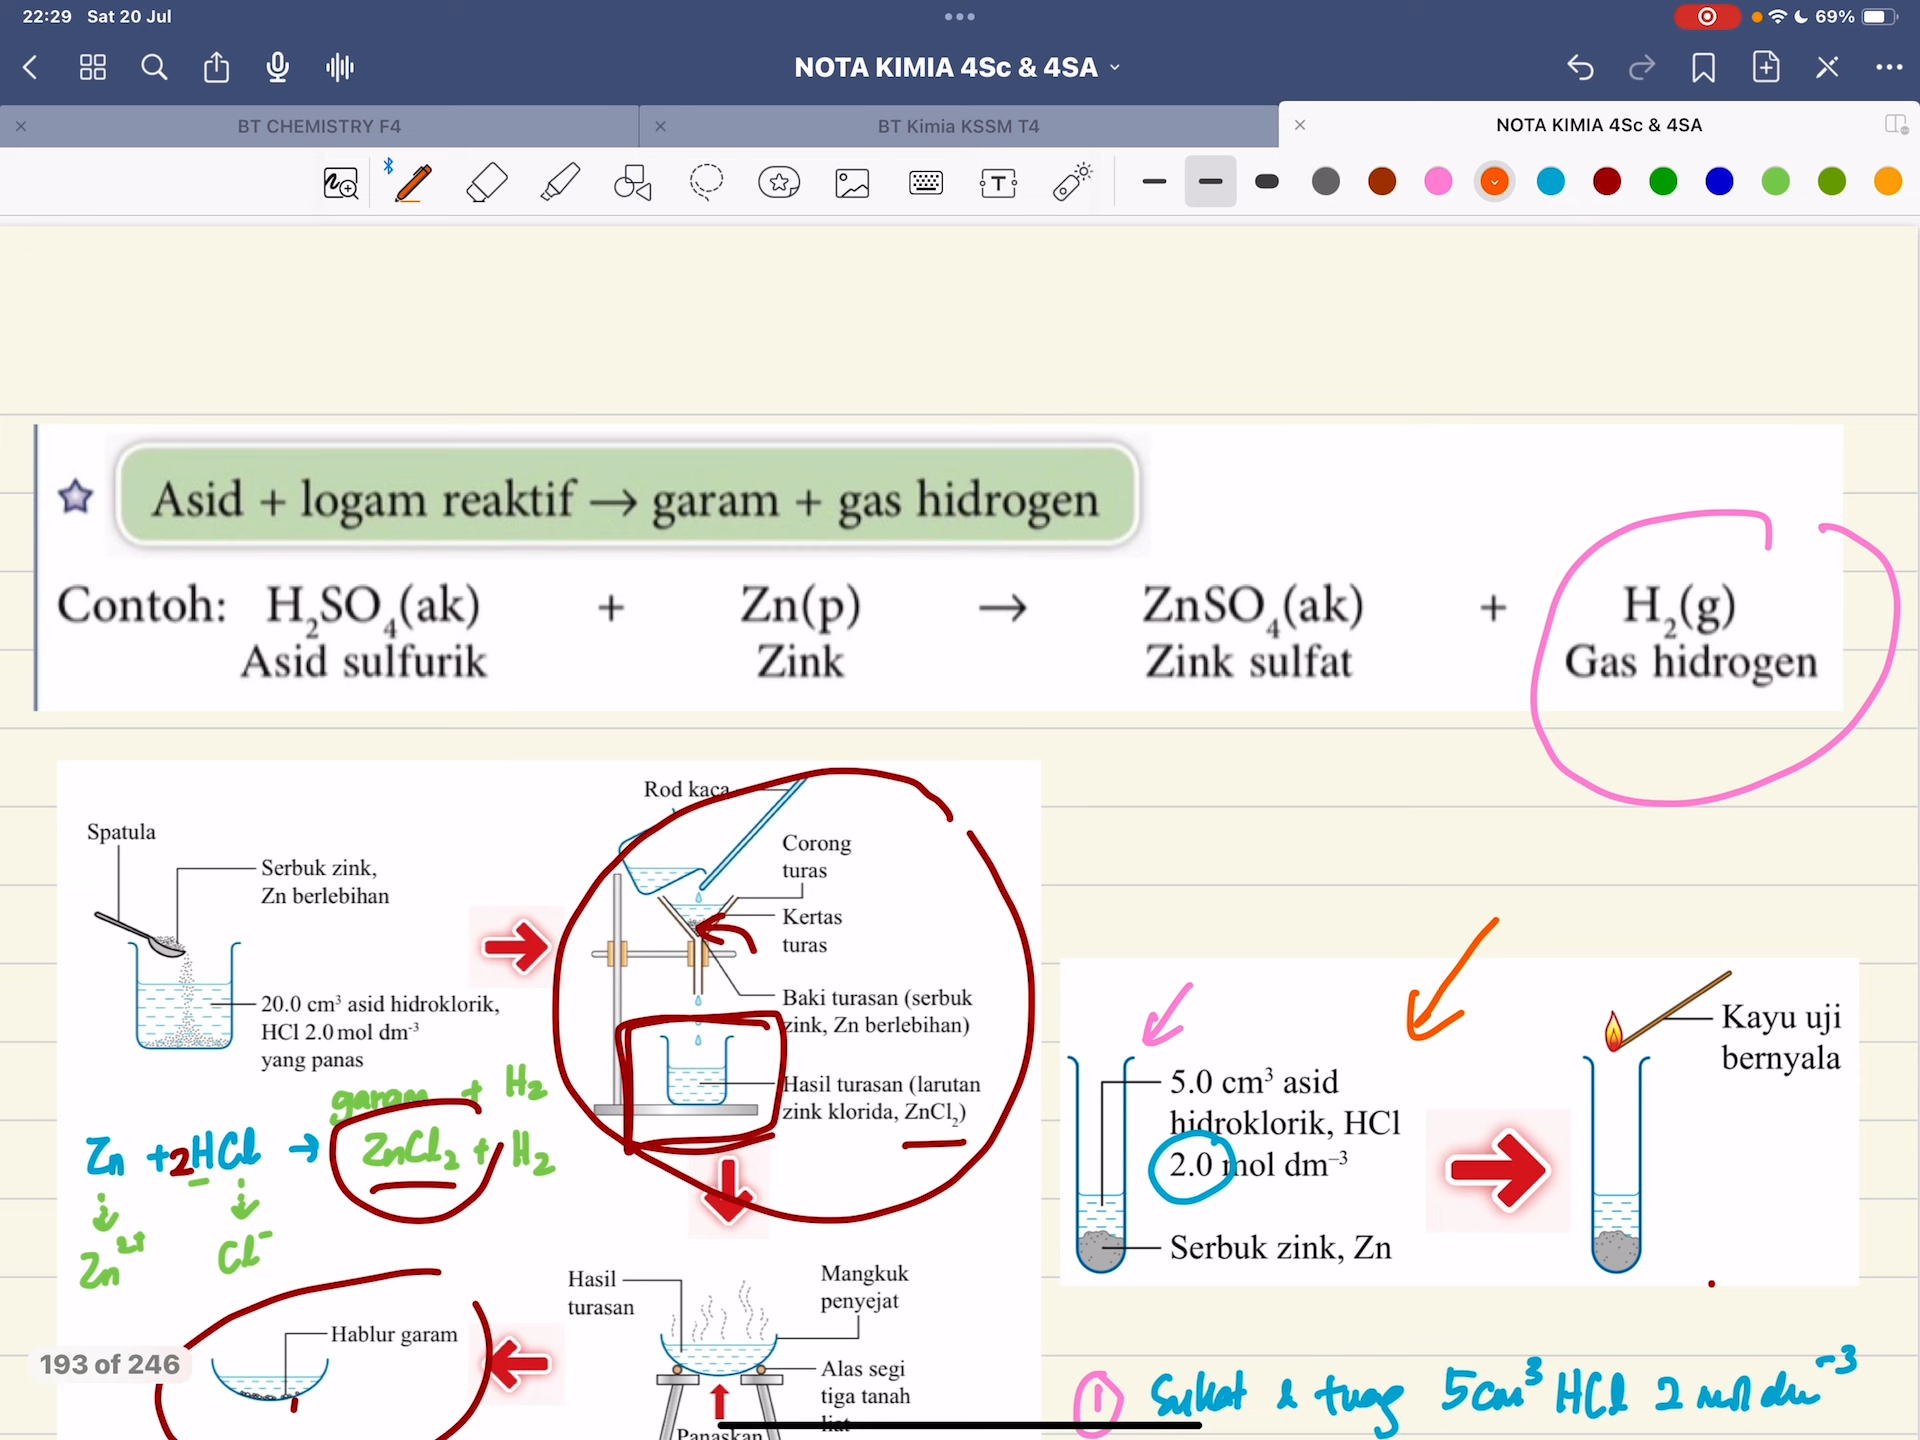 22:29 Sat 20 Jul
69%
NOTA KIMIA 4Sc & 4SA
BT CHEMISTRY F4
BT Kimia KSSM T4
NOTA KIMIA 4Sc & 4SA
Asid + logam reaktif → garam + gas hidrogen
Contoh: H₂SO₄(ak) + Zn(p) → ZnSO₄(ak) + H₂(g)
Asid sulfurik Zink Zink sulfat Gas hidrogen
Spatula
Serbuk zink,
Zn berlebihan
20.0 cm³ asid hidroklorik,
HCl 2.0 mol dm⁻³
yang panas
Rod kaca
Corong
turas
Kertas
turas
Baki turasan (serbuk
zink, Zn berlebihan)
Hasil turasan (larutan
zink klorida, ZnCl₂)
garam + H₂
Zn + 2HCl → ZnCl₂ + H₂
Zn²⁺ Cl⁻
Hasil
turasan
Mangkuk
penyejat
Alas segi
tiga tanah
liat
Panaskan
Hablur garam
193 of 246
5.0 cm³ asid
hidroklorik, HCl
2.0 mol dm⁻³
Serbuk zink, Zn
Kayu uji
bernyala
① Sukat & tuang 5cm³ HCl 2 mol dm⁻³